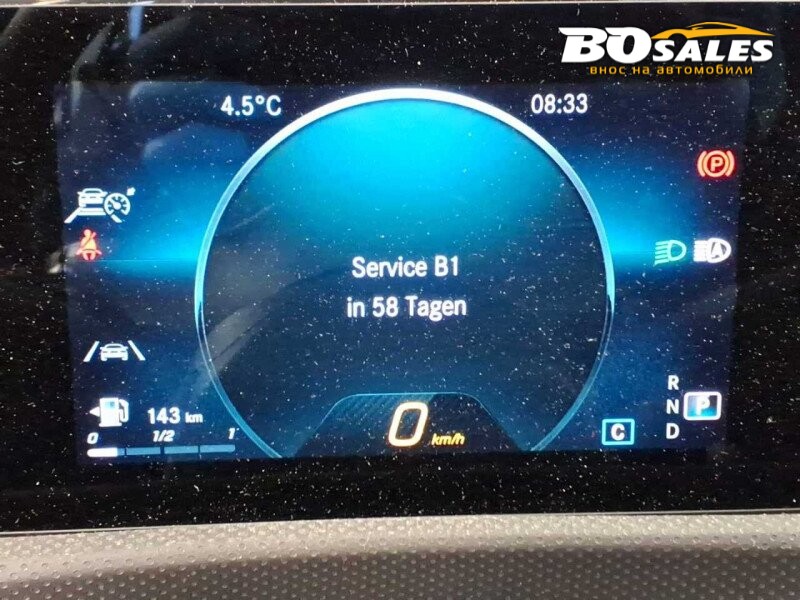 BOSALES
внос на автомобили
4.5°C
08:33
P
A
Service B1
in 58 Tagen
143 km
0 1/2 1
0 km/h
C
R
N P
D